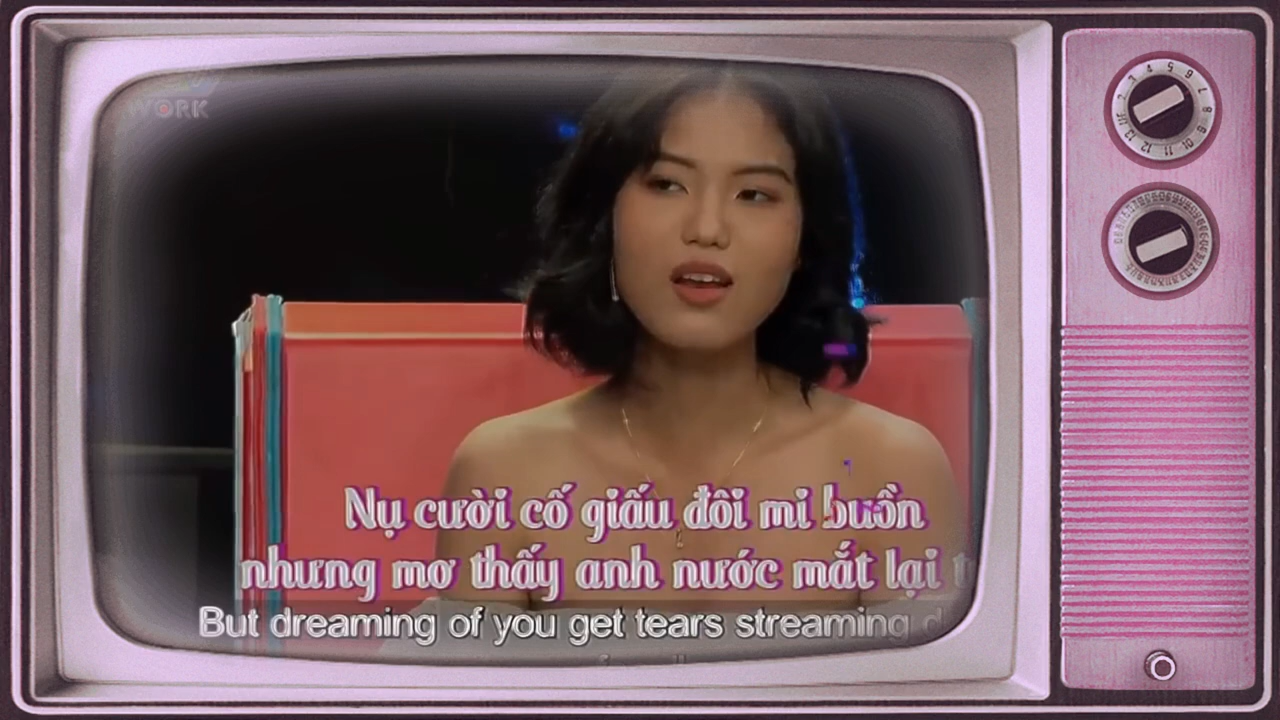 WORK
Nụ cười cố giấu đôi mi buồn
nhưng mơ thấy anh nước mắt lại
But dreaming of you get tears streaming